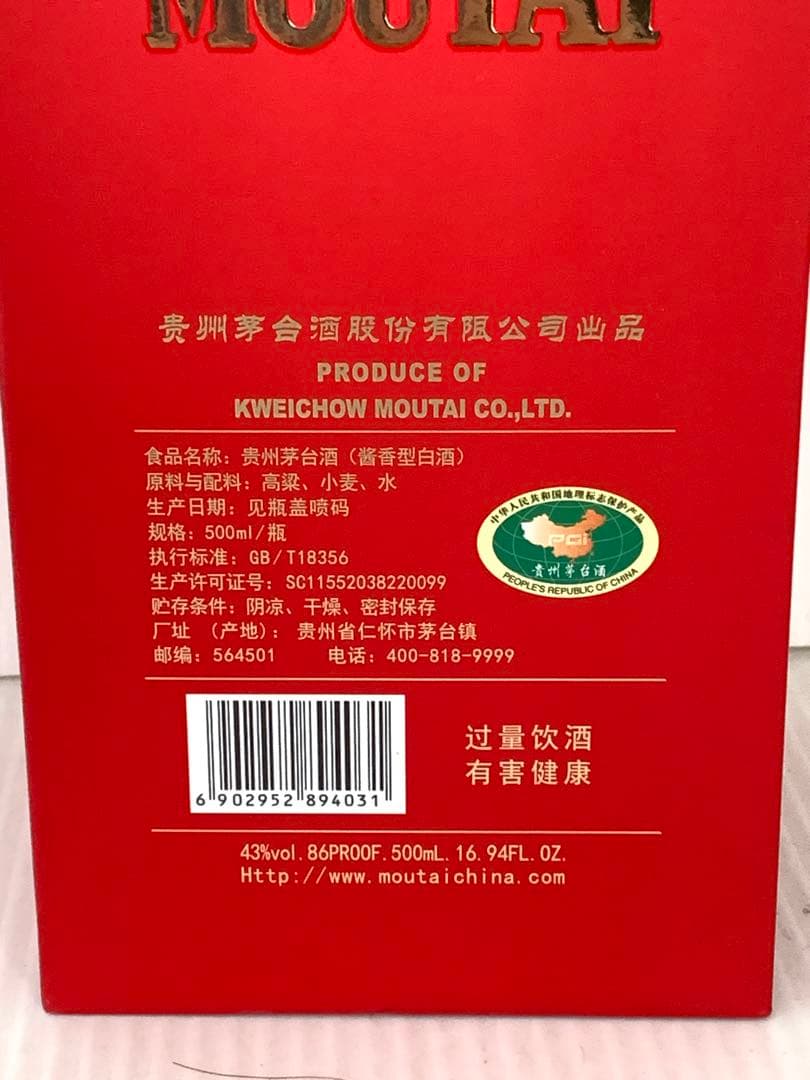 MOUTAI
贵州茅台酒股份有限公司出品
PRODUCE OF
KWEICHOW MOUTAI CO.,LTD.
食品名称：贵州茅台酒（酱香型白酒）
原料与配料：高粱、小麦、水
生产日期：见瓶盖喷码
规格：500ml/瓶
执行标准：GB/T18356
生产许可证号：SC11552038220099
贮存条件：阴凉、干燥、密封保存
厂址 （产地）： 贵州省仁怀市茅台镇
邮编：564501 电话：400-818-9999
中华人民共和国地理标志保护产品
PGI
贵州茅台酒
PEOPLE'S REPUBLIC OF CHINA
6 902952 894031
过量饮酒
有害健康
43%vol.86PROOF.500mL.16.94FL.OZ.
Http://www.moutaichina.com